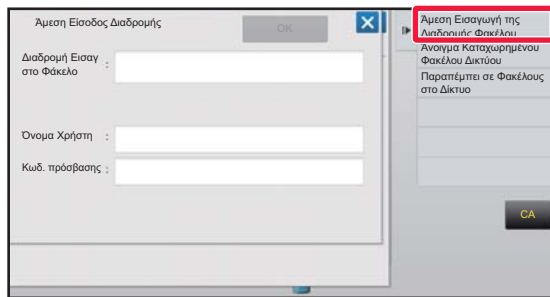 Άμεση Είσοδος Διαδρομής
OK
Διαδρομή Εισαγ
στο Φάκελο
:
Όνομα Χρήστη :
Κωδ. πρόσβασης :
Άμεση Εισαγωγή της
Διαδρομής Φακέλου
Άνοιγμα Καταχωρημένου
Φακέλου Δικτύου
Παραπέμπει σε Φακέλους
στο Δίκτυο
CA